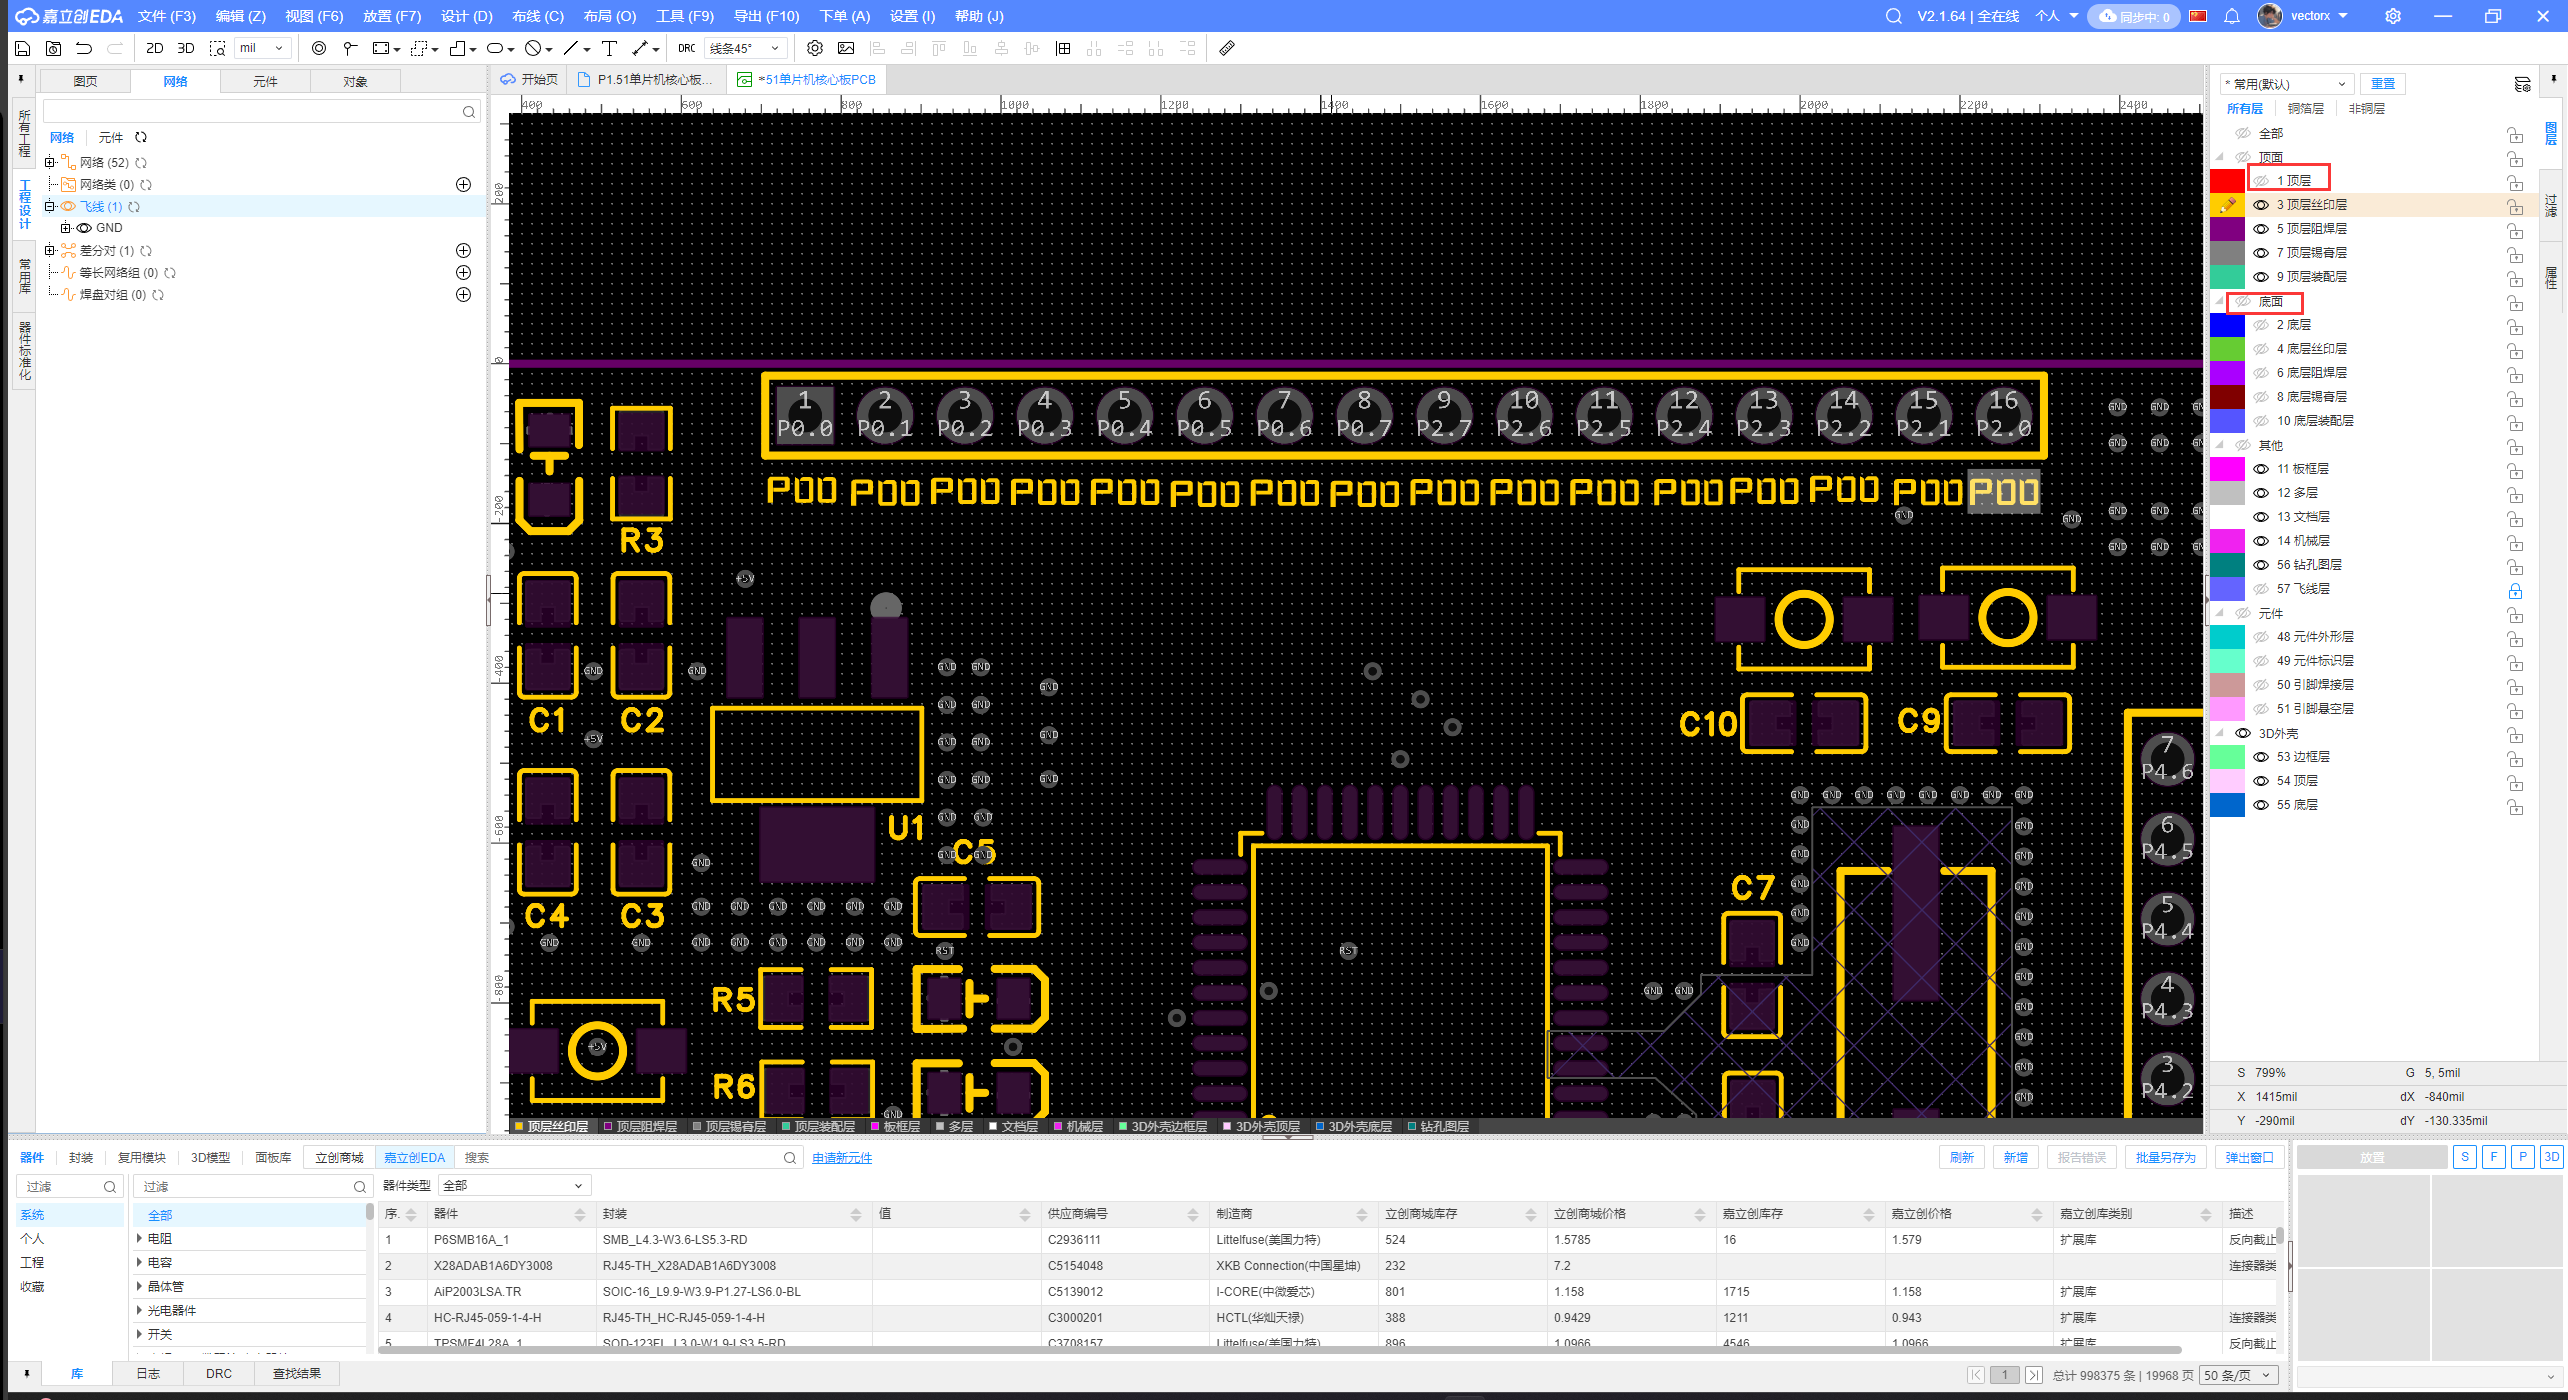 嘉立创EDA 文件 (F3) 编辑 (Z) 视图 (F6) 放置 (F7) 设计 (D) 布线 (C) 布局 (O) 工具 (F9) 导出 (F10) 下单 (A) 设置 (I) 帮助 (J) V2.1.64 | 全在线 个人 同步中: 0 vectorx
2D 3D mil DRC 线条45°
图页 网络 元件 对象
开始页 P1.51单片机核心板... *51单片机核心板PCB
所有工程
工程设计
常用库
器件标准化
网络 元件
网络 (52)
网络类 (0)
飞线 (1)
GND
差分对 (1)
等长网络组 (0)
焊盘对组 (0)
400 600 800 1000 1200 1400 1600 1800 2000 2200 2400
200
0
-200
-400
-600
-800
1 2 3 4 5 6 7 8 9 10 11 12 13 14 15 16
P0.0 P0.1 P0.2 P0.3 P0.4 P0.5 P0.6 P0.7 P2.7 P2.6 P2.5 P2.4 P2.3 P2.2 P2.1 P2.0
P00 P00 P00 P00 P00 P00 P00 P00 P00 P00 P00 P00 P00 P00 P00 P00
R3
+5V
C1 C2
+5V
C10 C9
U1
C5
C4 C3
C7
RST RST
R5
+5V
R6
GND GND GND
7
P4.6
6
P4.5
5
P4.4
4
P4.3
3
P4.2
顶层丝印层 顶层阻焊层 顶层锡膏层 顶层装配层 板框层 多层 文档层 机械层 3D外壳边框层 3D外壳顶层 3D外壳底层 钻孔图层
* 常用(默认) 重置
所有层 铜箔层 非铜层
全部
顶面
1 顶层
3 顶层丝印层
5 顶层阻焊层
7 顶层锡膏层
9 顶层装配层
底面
2 底层
4 底层丝印层
6 底层阻焊层
8 底层锡膏层
10 底层装配层
其他
11 板框层
12 多层
13 文档层
14 机械层
56 钻孔图层
57 飞线层
元件
48 元件外形层
49 元件标识层
50 引脚焊接层
51 引脚悬空层
3D外壳
53 边框层
54 顶层
55 底层
图层
过滤
属性
S 799% G 5, 5mil
X 1415mil dX -840mil
Y -290mil dY -130.335mil
器件 封装 复用模块 3D模型 面板库 立创商城 嘉立创EDA 搜索 申请新元件 刷新 新增 报告错误 批量另存为 弹出窗口 放置 S F P 3D
过滤 过滤 器件类型 全部
系统
个人
工程
收藏
全部
电阻
电容
晶体管
光电器件
开关
序. 器件 封装 值 供应商编号 制造商 立创商城库存 立创商城价格 嘉立创库存 嘉立创价格 嘉立创库类别 描述
1 P6SMB16A_1 SMB_L4.3-W3.6-LS5.3-RD C2936111 Littelfuse(美国力特) 524 1.5785 16 1.579 扩展库 反向截止
2 X28ADAB1A6DY3008 RJ45-TH_X28ADAB1A6DY3008 C5154048 XKB Connection(中国星坤) 232 7.2 连接器类
3 AiP2003LSA.TR SOIC-16_L9.9-W3.9-P1.27-LS6.0-BL C5139012 I-CORE(中微爱芯) 801 1.158 1715 1.158 扩展库
4 HC-RJ45-059-1-4-H RJ45-TH_HC-RJ45-059-1-4-H C3000201 HCTL(华灿天禄) 388 0.9429 1211 0.943 扩展库 连接器类
5 TPSMF4L28A_1 SOD-123FL_L3.0-W1.9-LS3.5-RD C3708157 Littelfuse(美国力特) 896 1.0966 4546 1.0966 扩展库 反向截止
库 日志 DRC 查找结果 1 总计 998375 条 | 19968 页 50 条/页